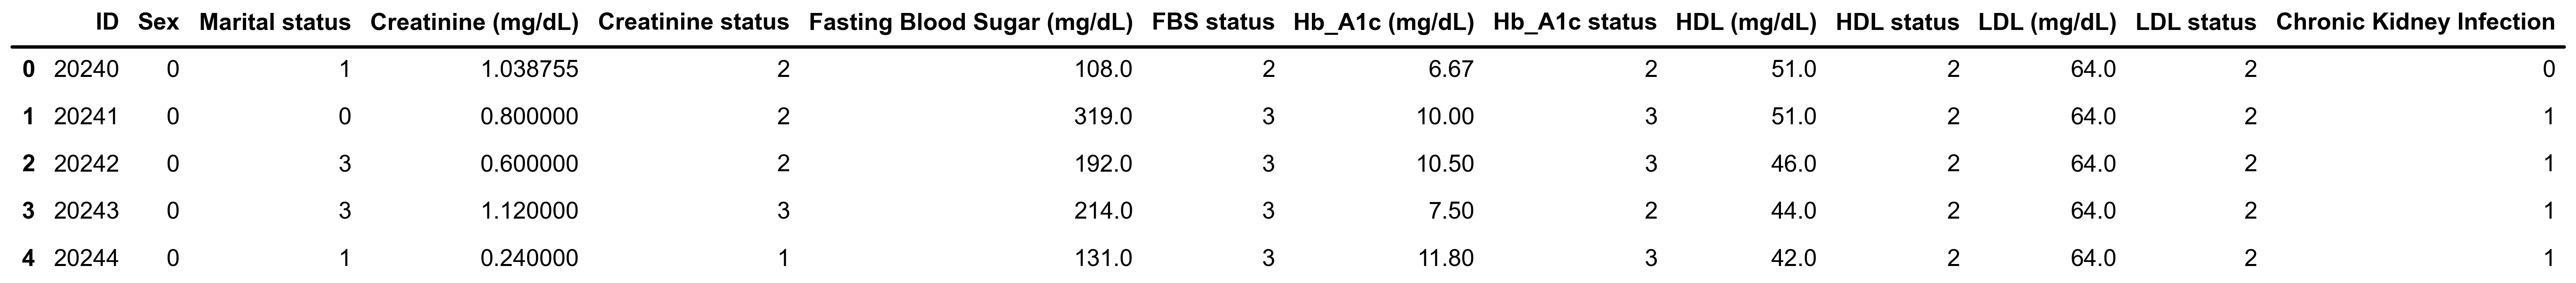 ID Sex Marital status Creatinine (mg/dL) Creatinine status Fasting Blood Sugar (mg/dL) FBS status Hb_A1c (mg/dL) Hb_A1c status HDL (mg/dL) HDL status LDL (mg/dL) LDL status Chronic Kidney Infection
0 20240 0 1 1.038755 2 108.0 2 6.67 2 51.0 2 64.0 2 0
1 20241 0 0 0.800000 2 319.0 3 10.00 3 51.0 2 64.0 2 1
2 20242 0 3 0.600000 2 192.0 3 10.50 3 46.0 2 64.0 2 1
3 20243 0 3 1.120000 3 214.0 3 7.50 2 44.0 2 64.0 2 1
4 20244 0 1 0.240000 1 131.0 3 11.80 3 42.0 2 64.0 2 1